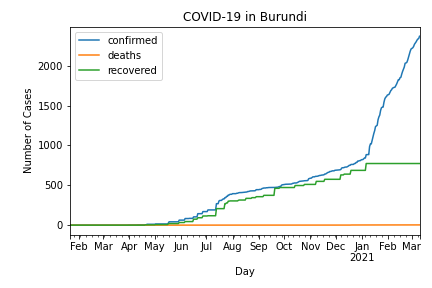 COVID-19 in Burundi
confirmed
deaths
recovered
Number of Cases
2000
1500
1000
500
0
Feb Mar Apr May Jun Jul Aug Sep Oct Nov Dec Jan Feb Mar
2021
Day